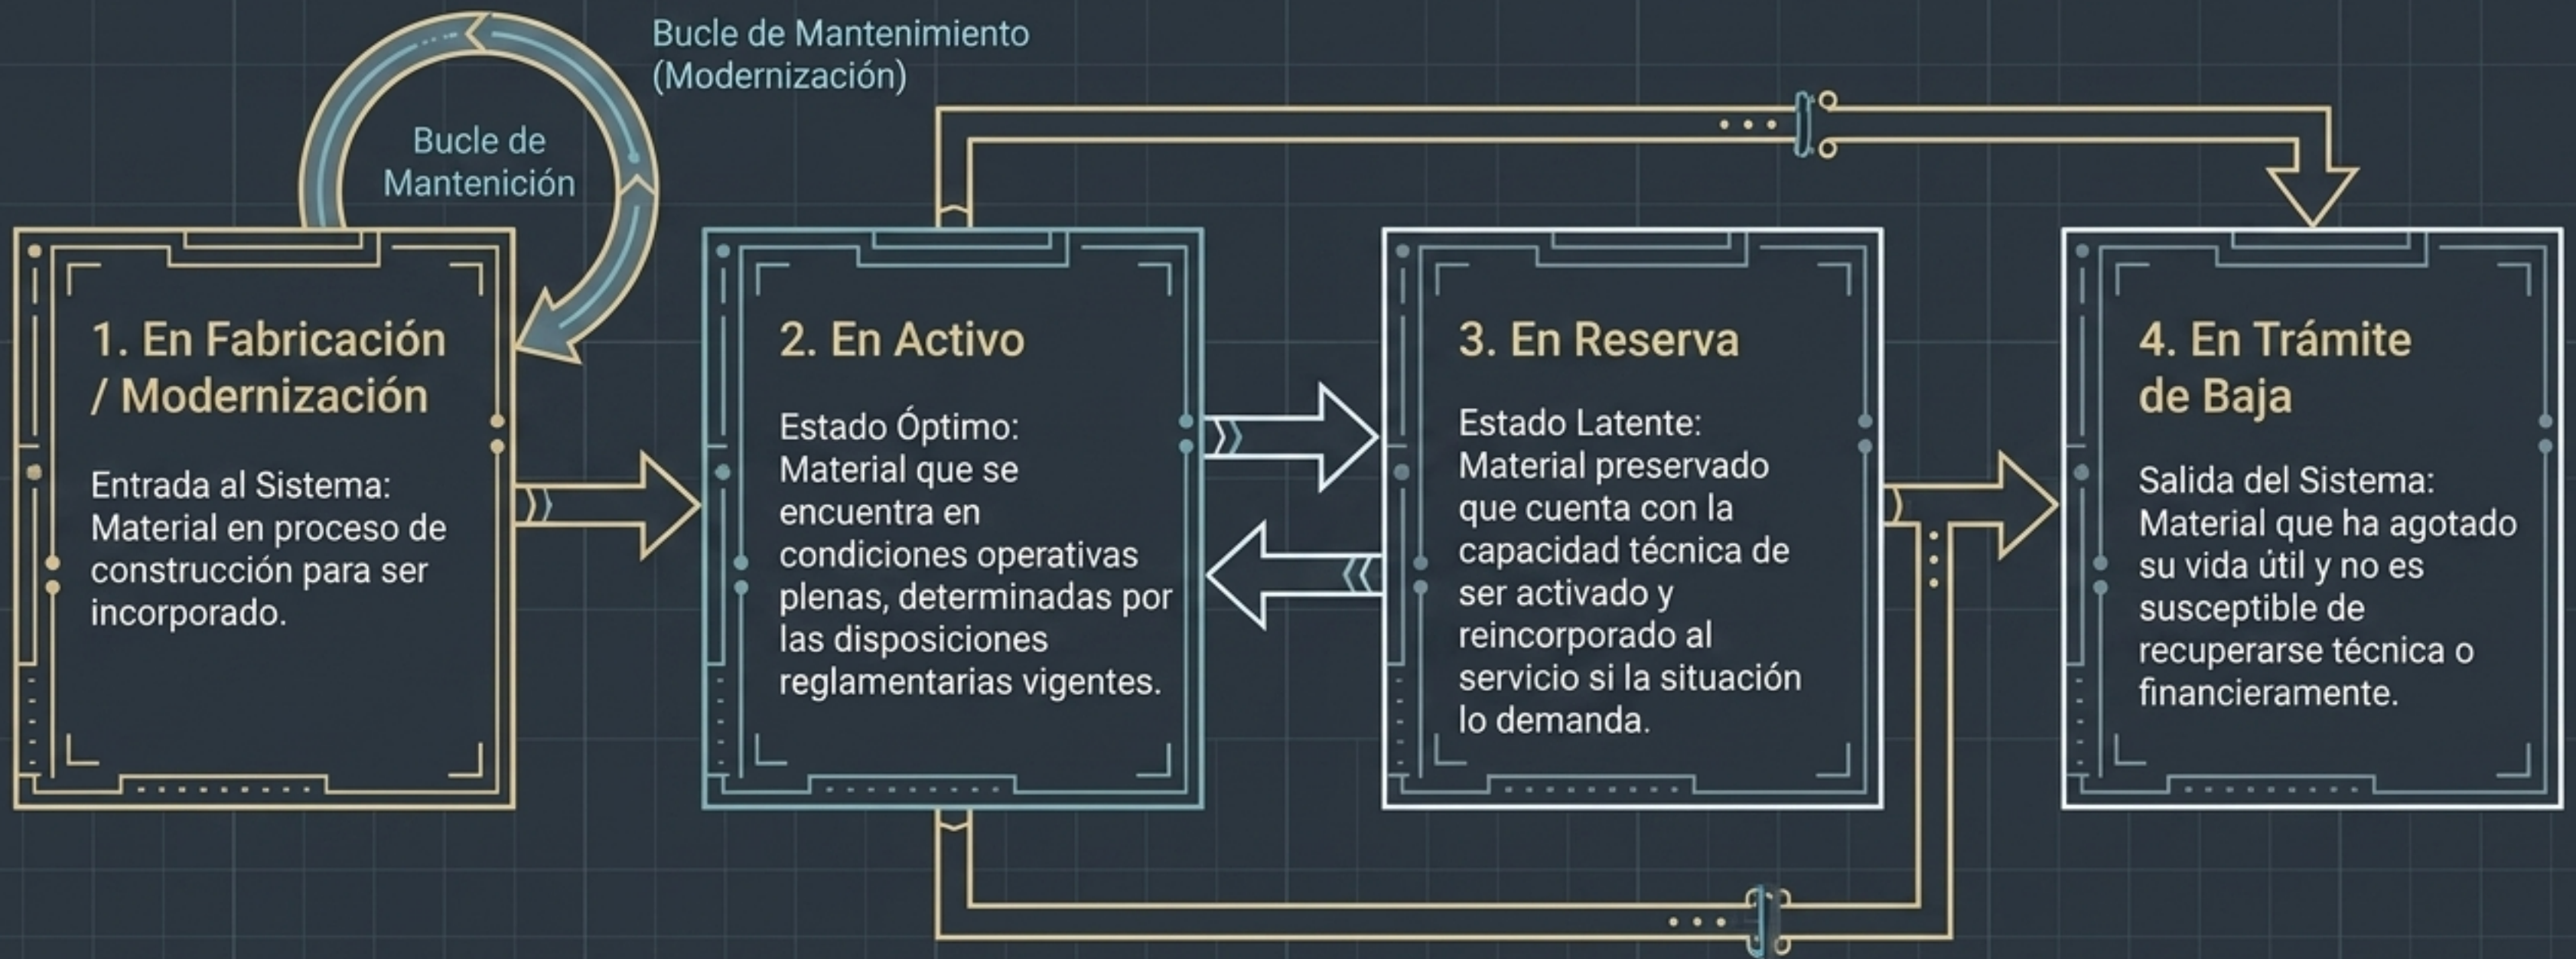 Bucle de Mantenimiento
(Modernización)
Bucle de
Mantenición
1. En Fabricación
/ Modernización
Entrada al Sistema:
Material en proceso de
construcción para ser
incorporado.
2. En Activo
Estado Óptimo:
Material que se
encuentra en
condiciones operativas
plenas, determinadas por
las disposiciones
reglamentarias vigentes.
3. En Reserva
Estado Latente:
Material preservado
que cuenta con la
capacidad técnica de
ser activado y
reincorporado al
servicio si la situación
lo demanda.
4. En Trámite
de Baja
Salida del Sistema:
Material que ha agotado
su vida útil y no es
susceptible de
recuperarse técnica o
financieramente.